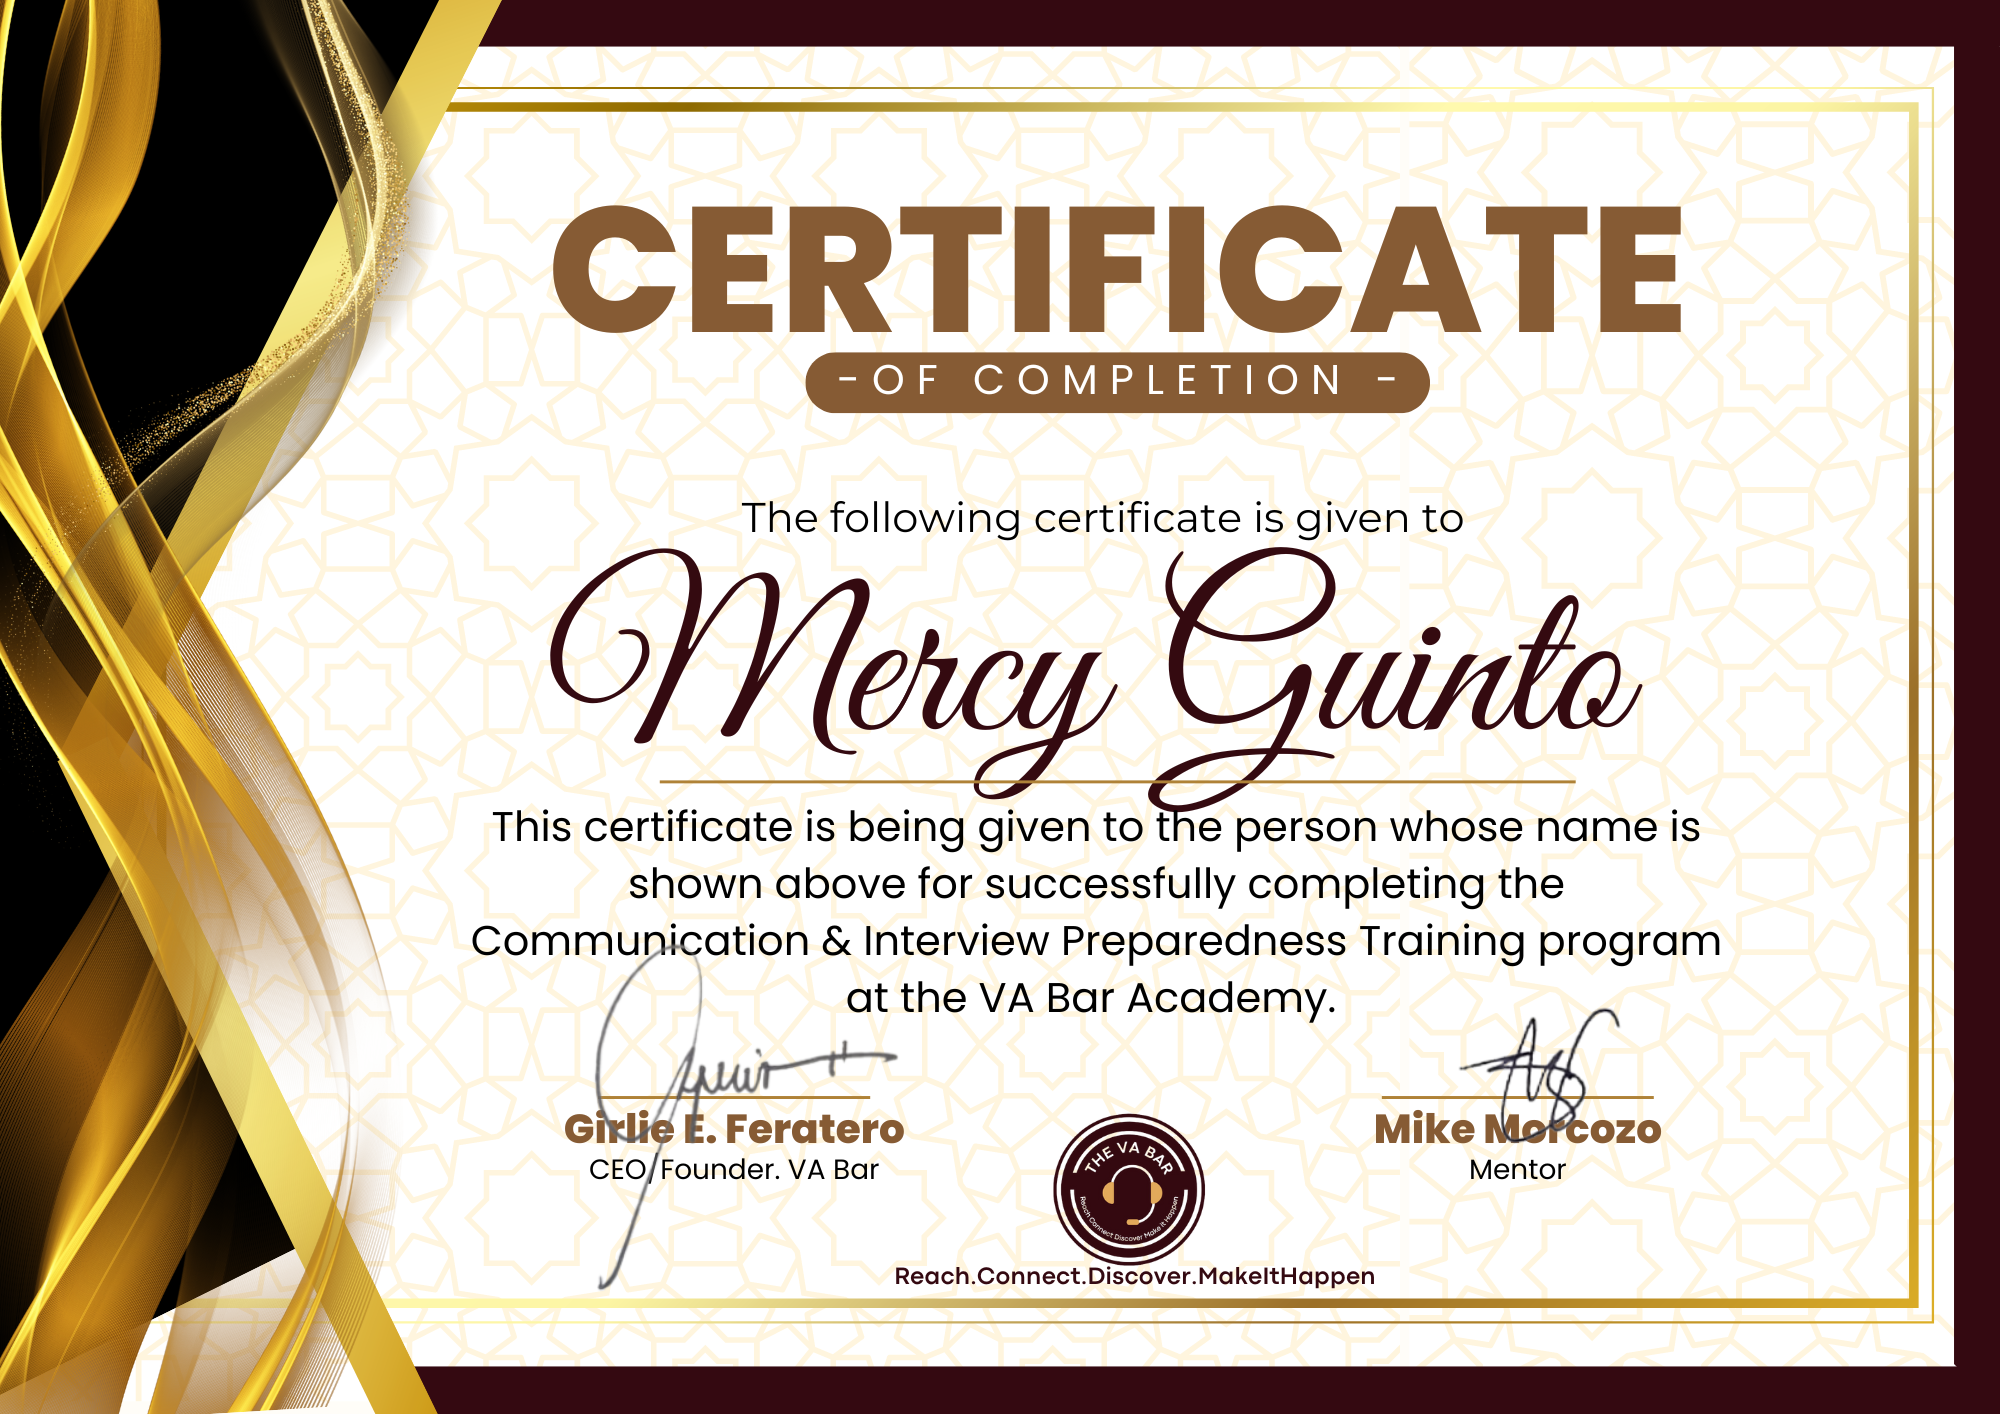 CERTIFICATE
-OF COMPLETION -
The following certificate is given to
Mercy Guinto
This certificate is being given to the person whose name is
shown above for successfully completing the
Communication & Interview Preparedness Training program
at the VA Bar Academy.
Girlie E. Feratero
CEO/Founder. VA Bar
Mike Morcozo
Mentor
THE VA BAR
Reach Connect Discover Make It Happen
Reach.Connect.Discover.MakeItHappen